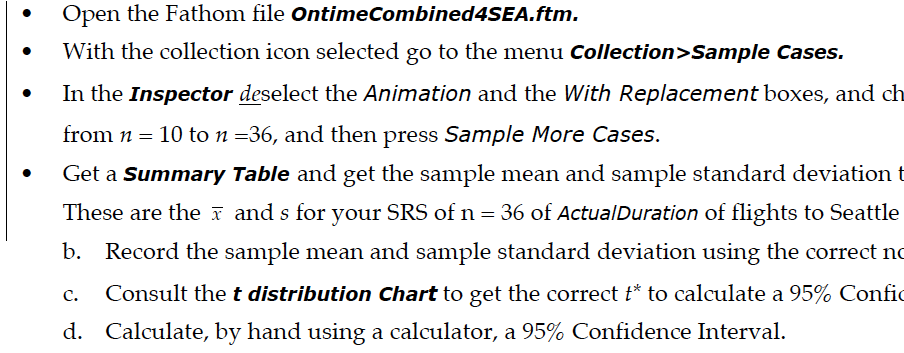 • Open the Fathom file OntimeCombined4SEA.ftm.
• With the collection icon selected go to the menu Collection>Sample Cases.
• In the Inspector deselect the Animation and the With Replacement boxes, and ch
from n = 10 to n =36, and then press Sample More Cases.
• Get a Summary Table and get the sample mean and sample standard deviation t
These are the x̅ and s for your SRS of n = 36 of ActualDuration of flights to Seattle
b. Record the sample mean and sample standard deviation using the correct no
c. Consult the t distribution Chart to get the correct t* to calculate a 95% Confid
d. Calculate, by hand using a calculator, a 95% Confidence Interval.